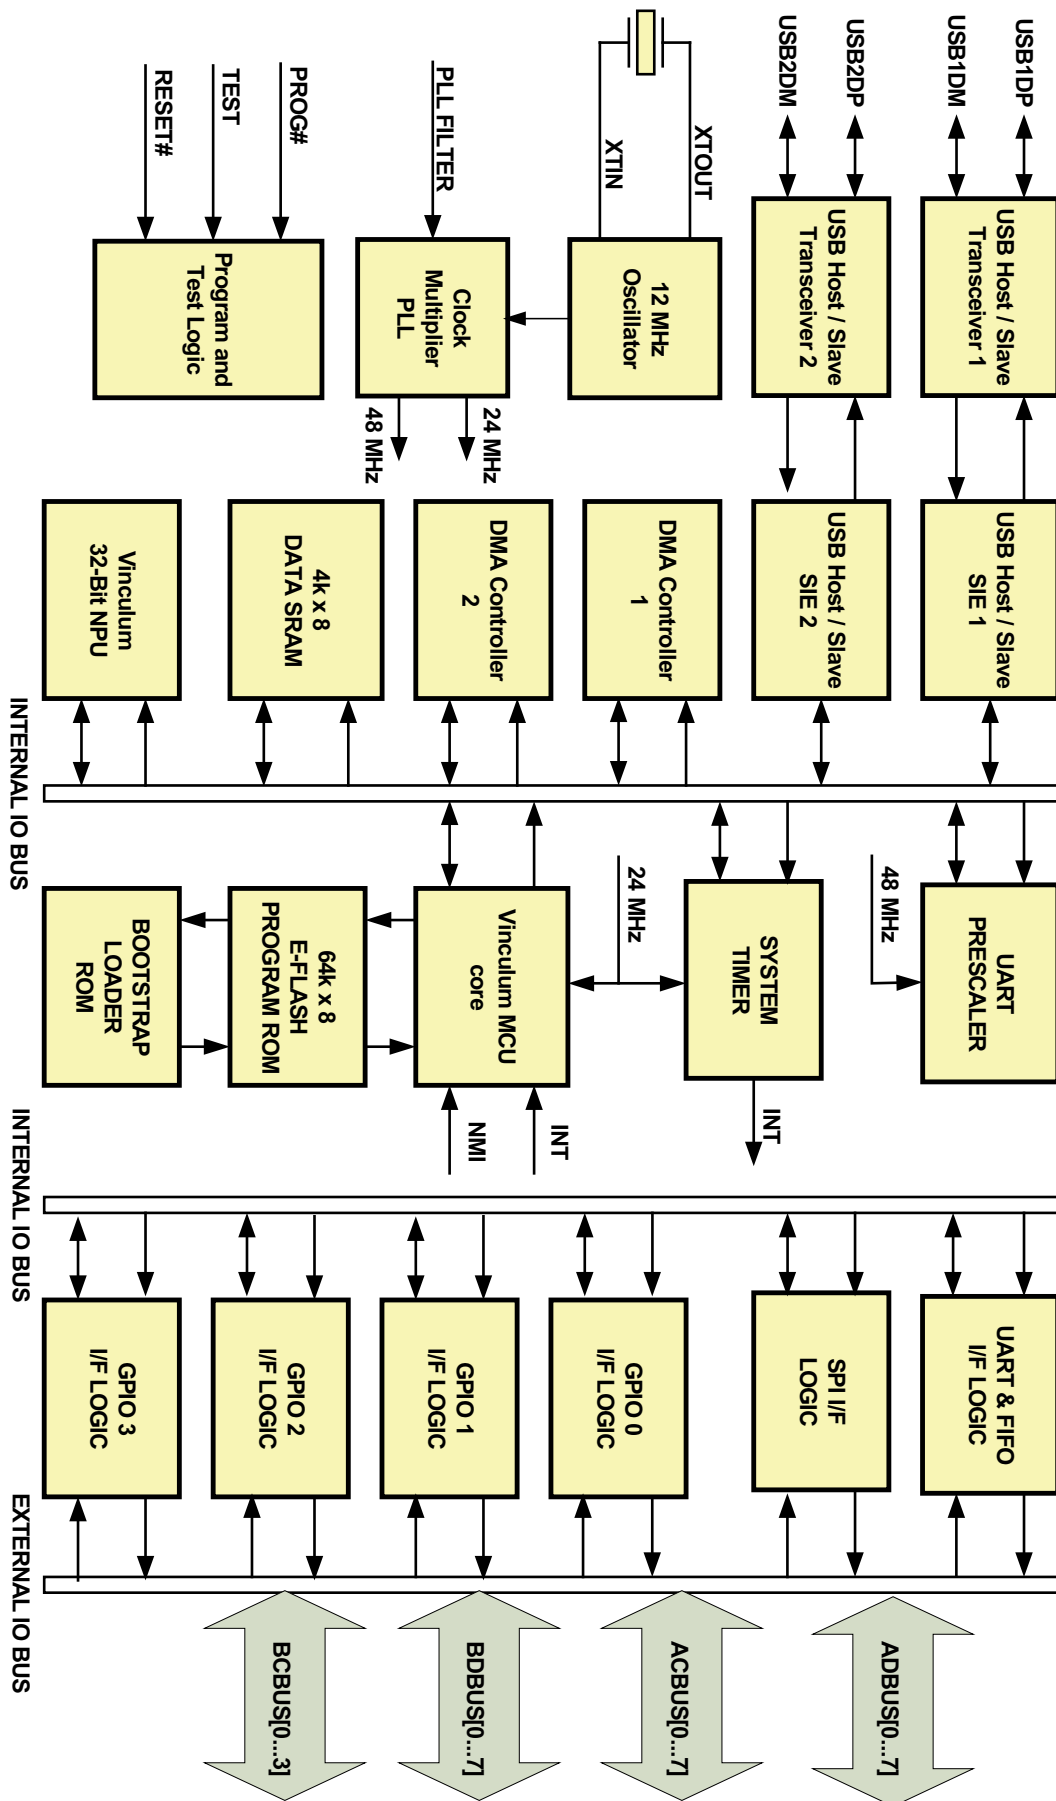 USB1DP
USB1DM
USB2DP
USB2DM
XTOUT
XTIN
PLL FILTER
PROG#
TEST
RESET#
USB Host / Slave
Transceiver 1
USB Host / Slave
Transceiver 2
12 MHz
Oscillator
Clock
Multiplier
PLL
24 MHz
48 MHz
Program and
Test Logic
USB Host / Slave
SIE 1
USB Host / Slave
SIE 2
DMA Controller
1
DMA Controller
2
4k x 8
DATA SRAM
Vinculum
32-Bit NPU
INTERNAL IO BUS
48 MHz
24 MHz
UART
PRESCALER
SYSTEM
TIMER
Vinculum MCU
core
64k x 8
E-FLASH
PROGRAM ROM
BOOTSTRAP
LOADER
ROM
INT
INT
NMI
INTERNAL IO BUS
UART & FIFO
I/F LOGIC
SPI I/F
LOGIC
GPIO 0
I/F LOGIC
GPIO 1
I/F LOGIC
GPIO 2
I/F LOGIC
GPIO 3
I/F LOGIC
EXTERNAL IO BUS
ADBUS[0...7]
ACBUS[0...7]
BDBUS[0...7]
BCBUS[0...3]